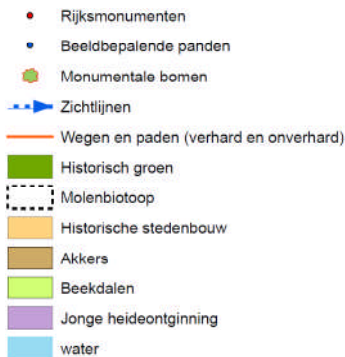 Rijksmonumenten
Beeldbepalende panden
Monumentale bomen
Zichtlijnen
Wegen en paden (verhard en onverhard)
Historisch groen
Molenbiotoop
Historische stedenbouw
Akkers
Beekdalen
Jonge heideontginning
water